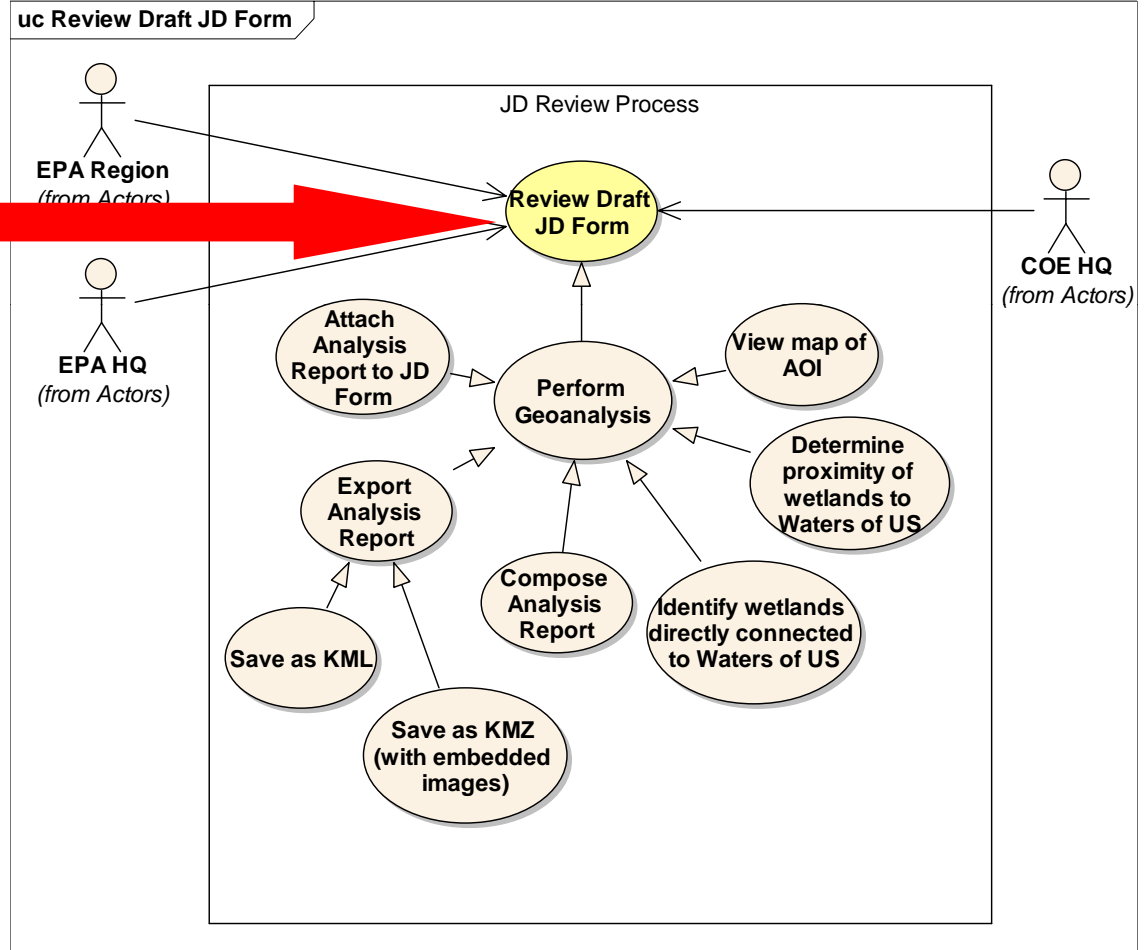 uc Review Draft JD Form
JD Review Process
EPA Region
(from Actors)
Review Draft
JD Form
COE HQ
(from Actors)
EPA HQ
(from Actors)
Attach
Analysis
Report to JD
Form
View map of
AOI
Perform
Geoanalysis
Determine
proximity of
wetlands to
Waters of US
Export
Analysis
Report
Compose
Analysis
Report
Identify wetlands
directly connected
to Waters of US
Save as KML
Save as KMZ
(with embedded
images)